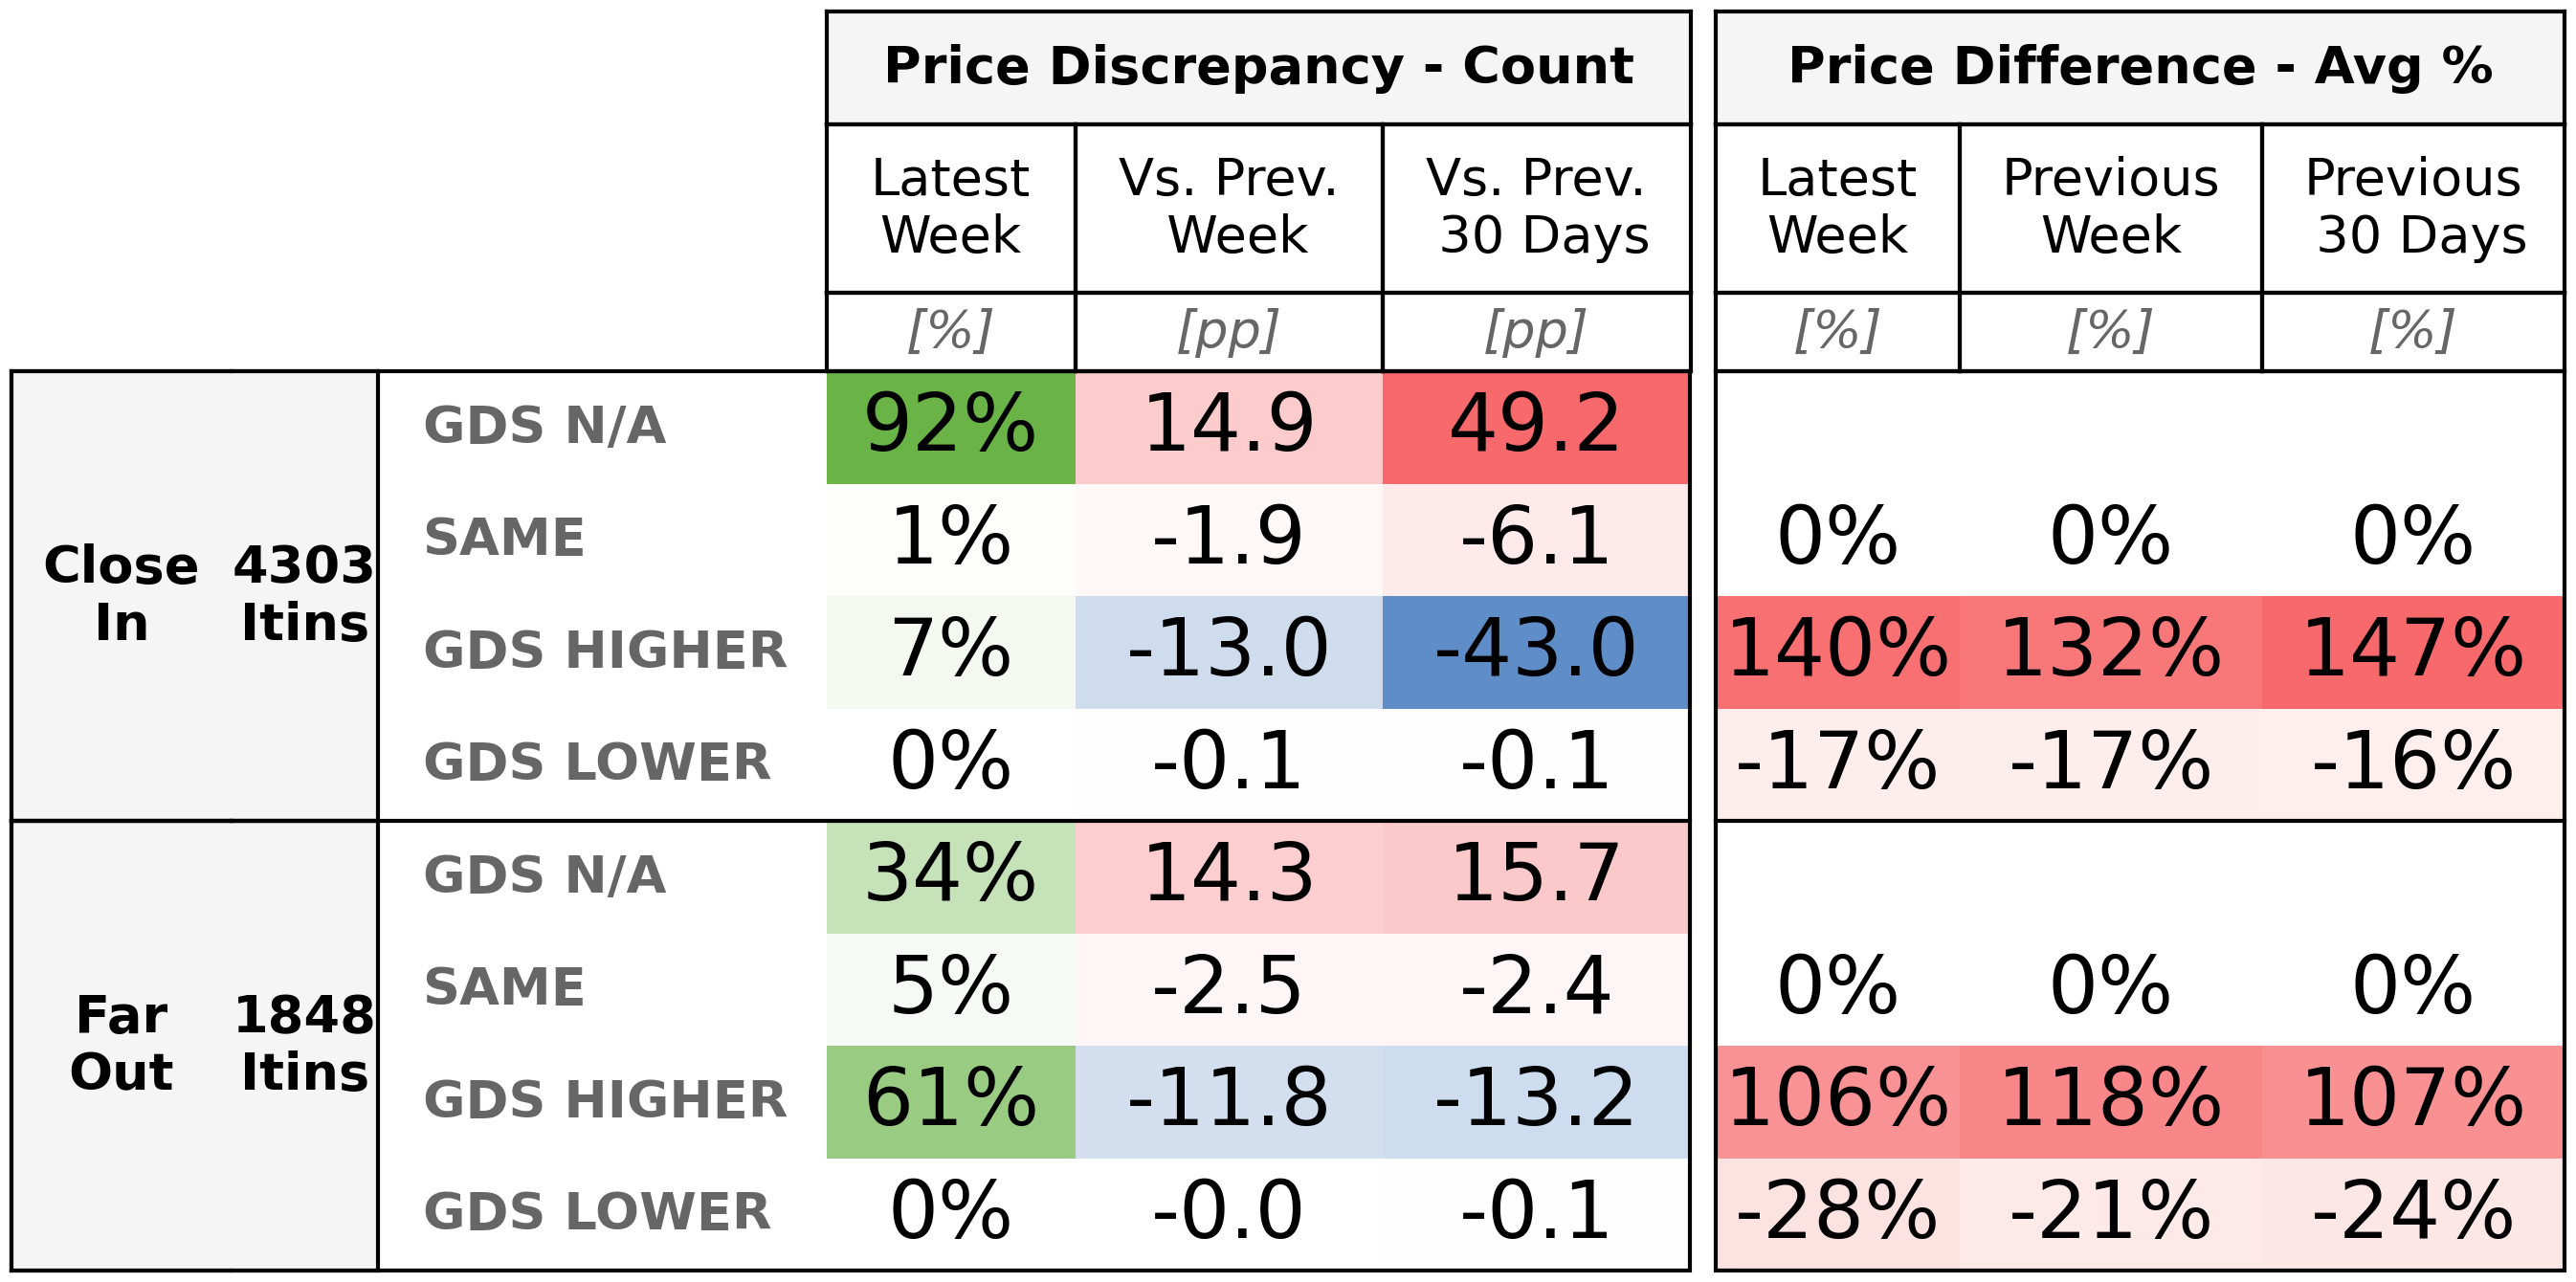 Price Discrepancy - Count Price Difference - Avg %
Latest Week Vs. Prev. Week Vs. Prev. 30 Days Latest Week Previous Week Previous 30 Days
[%] [pp] [pp] [%] [%] [%]
Close In 4303 Itins
GDS N/A 92% 14.9 49.2
SAME 1% -1.9 -6.1 0% 0% 0%
GDS HIGHER 7% -13.0 -43.0 140% 132% 147%
GDS LOWER 0% -0.1 -0.1 -17% -17% -16%
Far Out 1848 Itins
GDS N/A 34% 14.3 15.7
SAME 5% -2.5 -2.4 0% 0% 0%
GDS HIGHER 61% -11.8 -13.2 106% 118% 107%
GDS LOWER 0% -0.0 -0.1 -28% -21% -24%